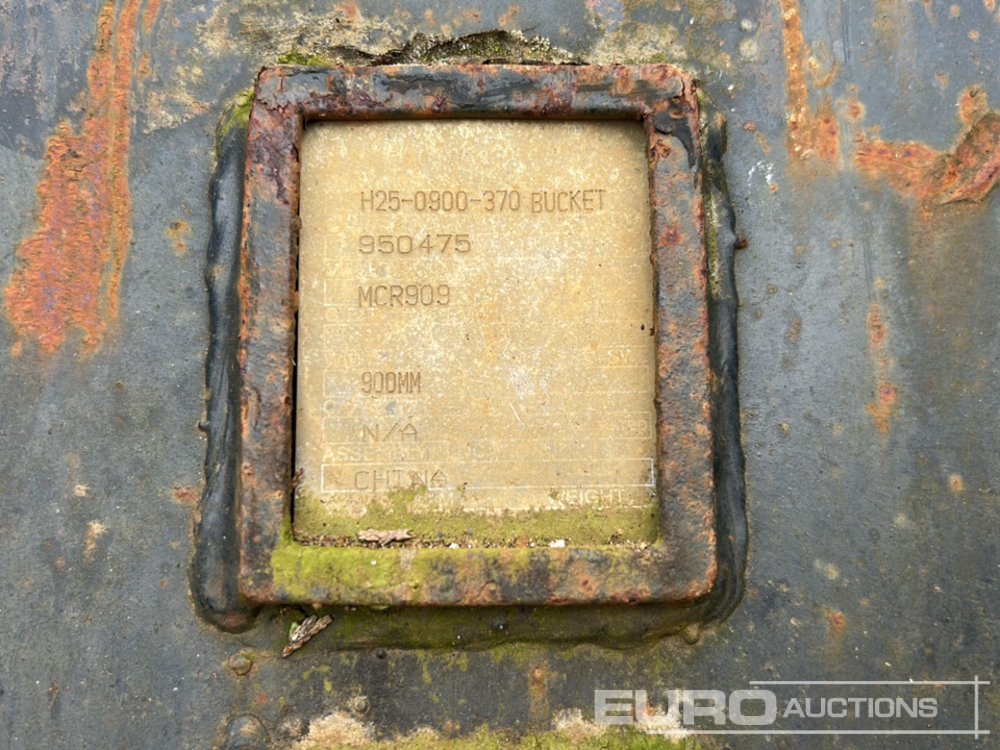 H25-0900-370 BUCKET
950475
MCR909
900MM
N/A
CHINA
WEIGHT
EURO AUCTIONS